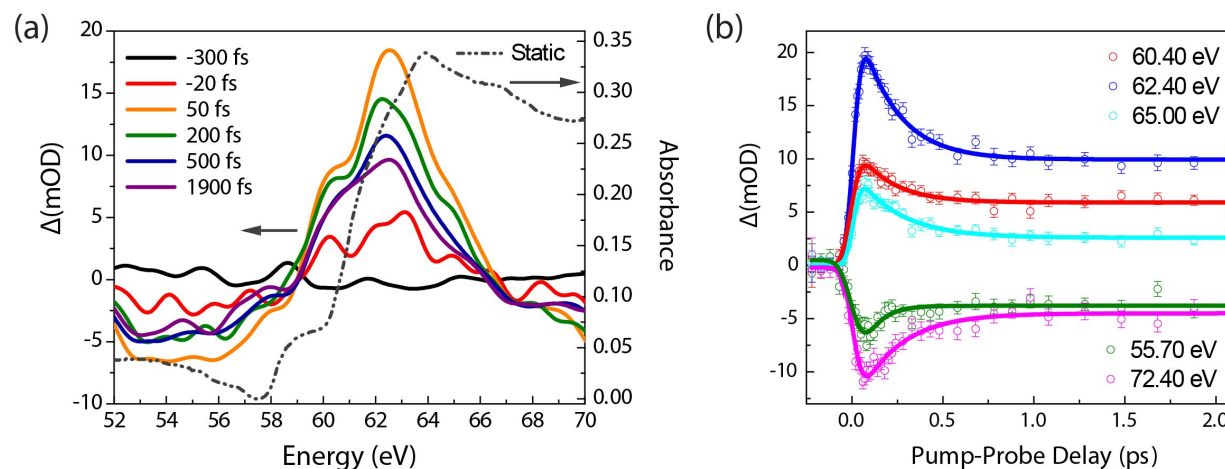 (a)
20
15
10
5
0
-5
-10
Δ(mOD)
-300 fs
-20 fs
50 fs
200 fs
500 fs
1900 fs
Static
0.35
0.30
0.25
0.20
0.15
0.10
0.05
0.00
Absorbance
52 54 56 58 60 62 64 66 68 70
Energy (eV)
(b)
20
15
10
5
0
-5
-10
Δ(mOD)
60.40 eV
62.40 eV
65.00 eV
55.70 eV
72.40 eV
0.0 0.5 1.0 1.5 2.0
Pump-Probe Delay (ps)